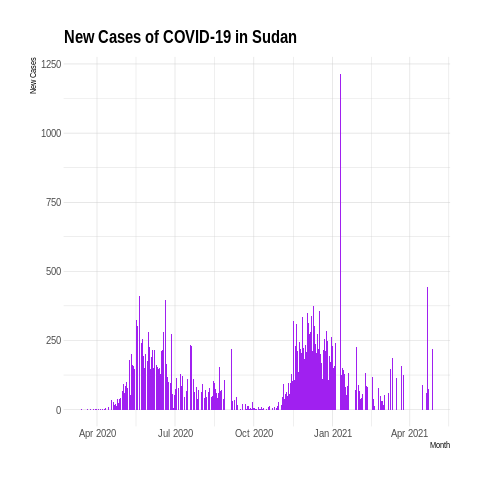 New Cases of COVID-19 in Sudan
New Cases
1250
1000
750
500
250
0
Apr 2020
Jul 2020
Oct 2020
Jan 2021
Apr 2021
Month